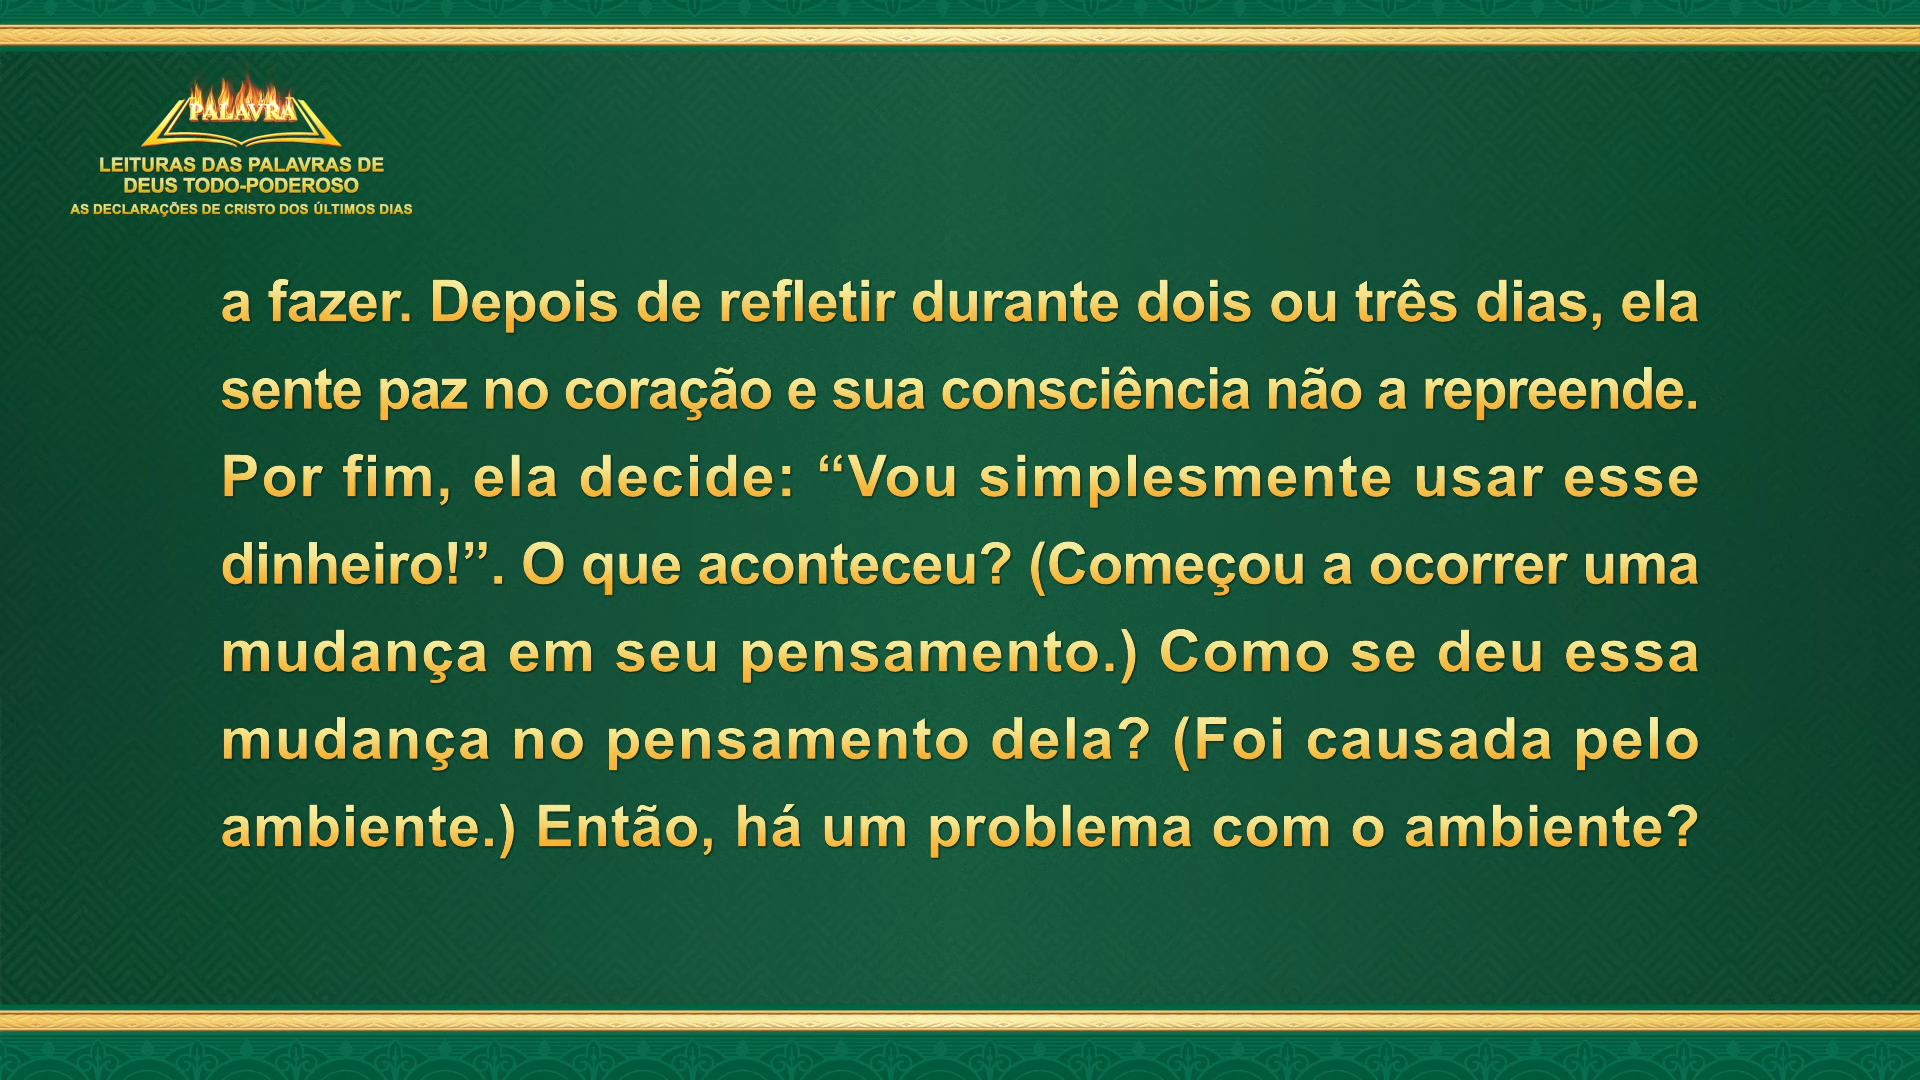 PALAVRA
LEITURAS DAS PALAVRAS DE
DEUS TODO-PODEROSO
AS DECLARAÇÕES DE CRISTO DOS ÚLTIMOS DIAS
a fazer. Depois de refletir durante dois ou três dias, ela
sente paz no coração e sua consciência não a repreende.
Por fim, ela decide: “Vou simplesmente usar esse
dinheiro!”. O que aconteceu? (Começou a ocorrer uma
mudança em seu pensamento.) Como se deu essa
mudança no pensamento dela? (Foi causada pelo
ambiente.) Então, há um problema com o ambiente?